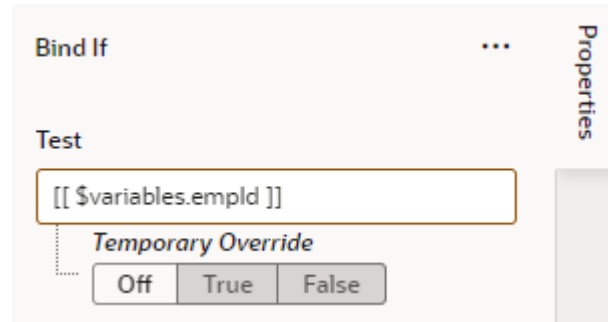 Bind If
...
Properties
Test
[[ $variables.empId ]]
Temporary Override
Off True False